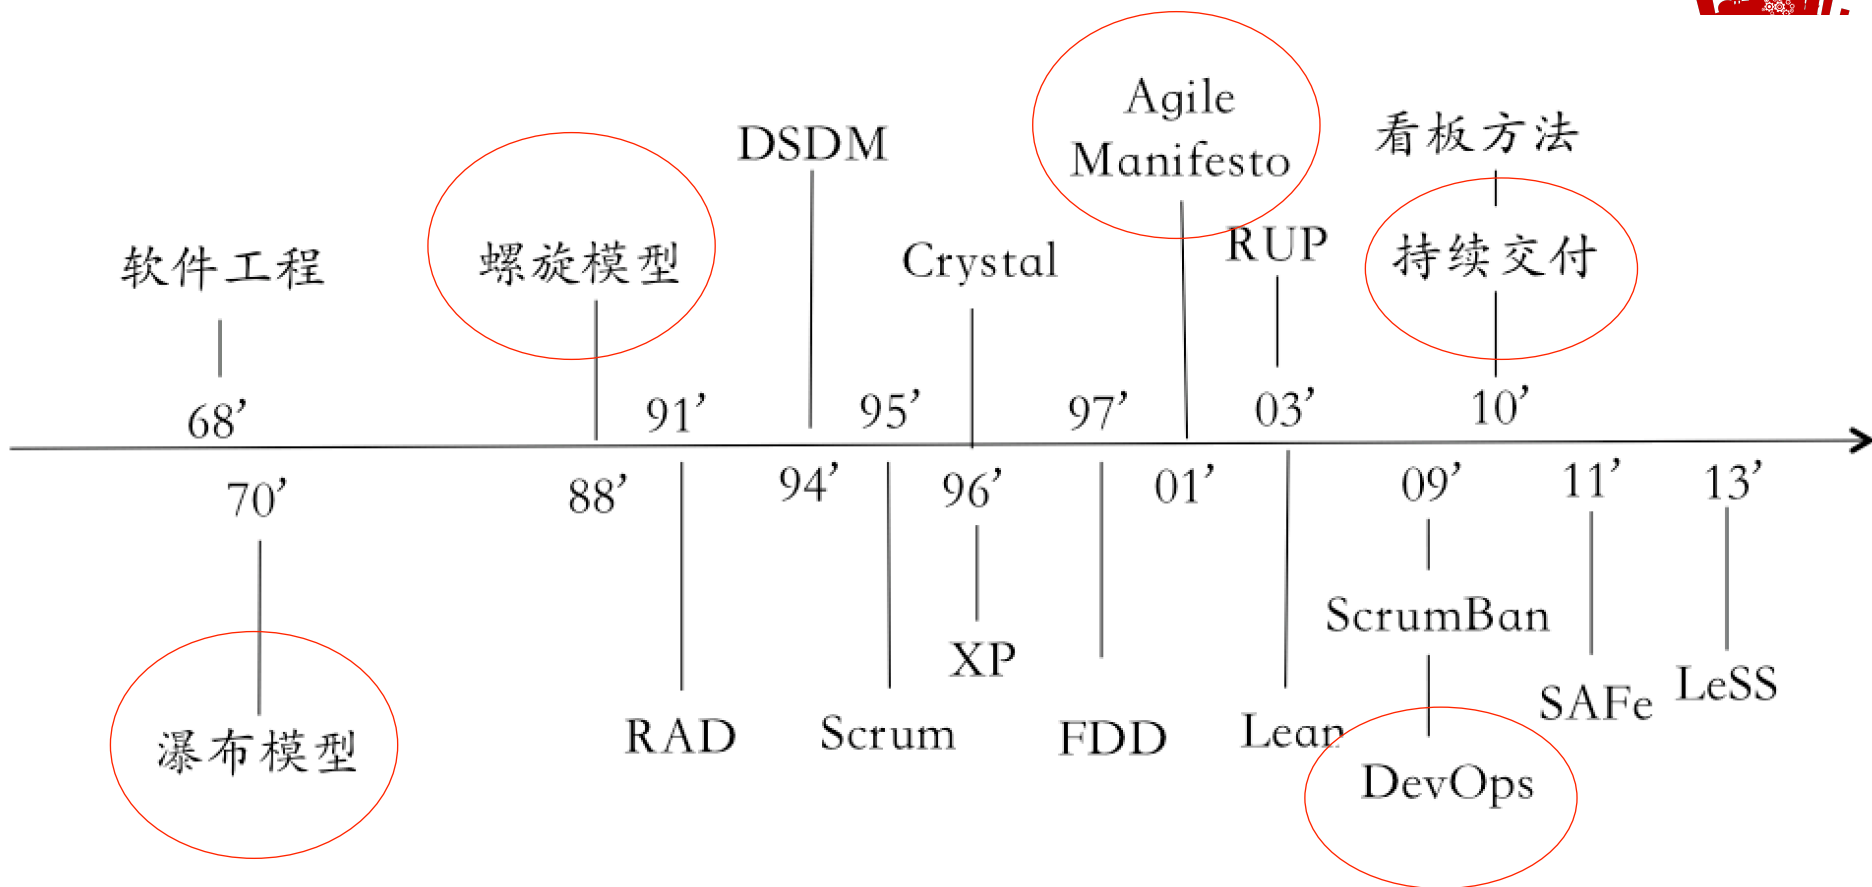 Agile
Manifesto
DSDM
看板方法
软件工程
螺旋模型
Crystal
RUP
持续交付
68’
91’
95’
97’
03’
10’
70’
88’
94’
96’
01’
09’
11’
13’
ScrumBan
XP
瀑布模型
RAD
Scrum
FDD
Lean
SAFe
LeSS
DevOps